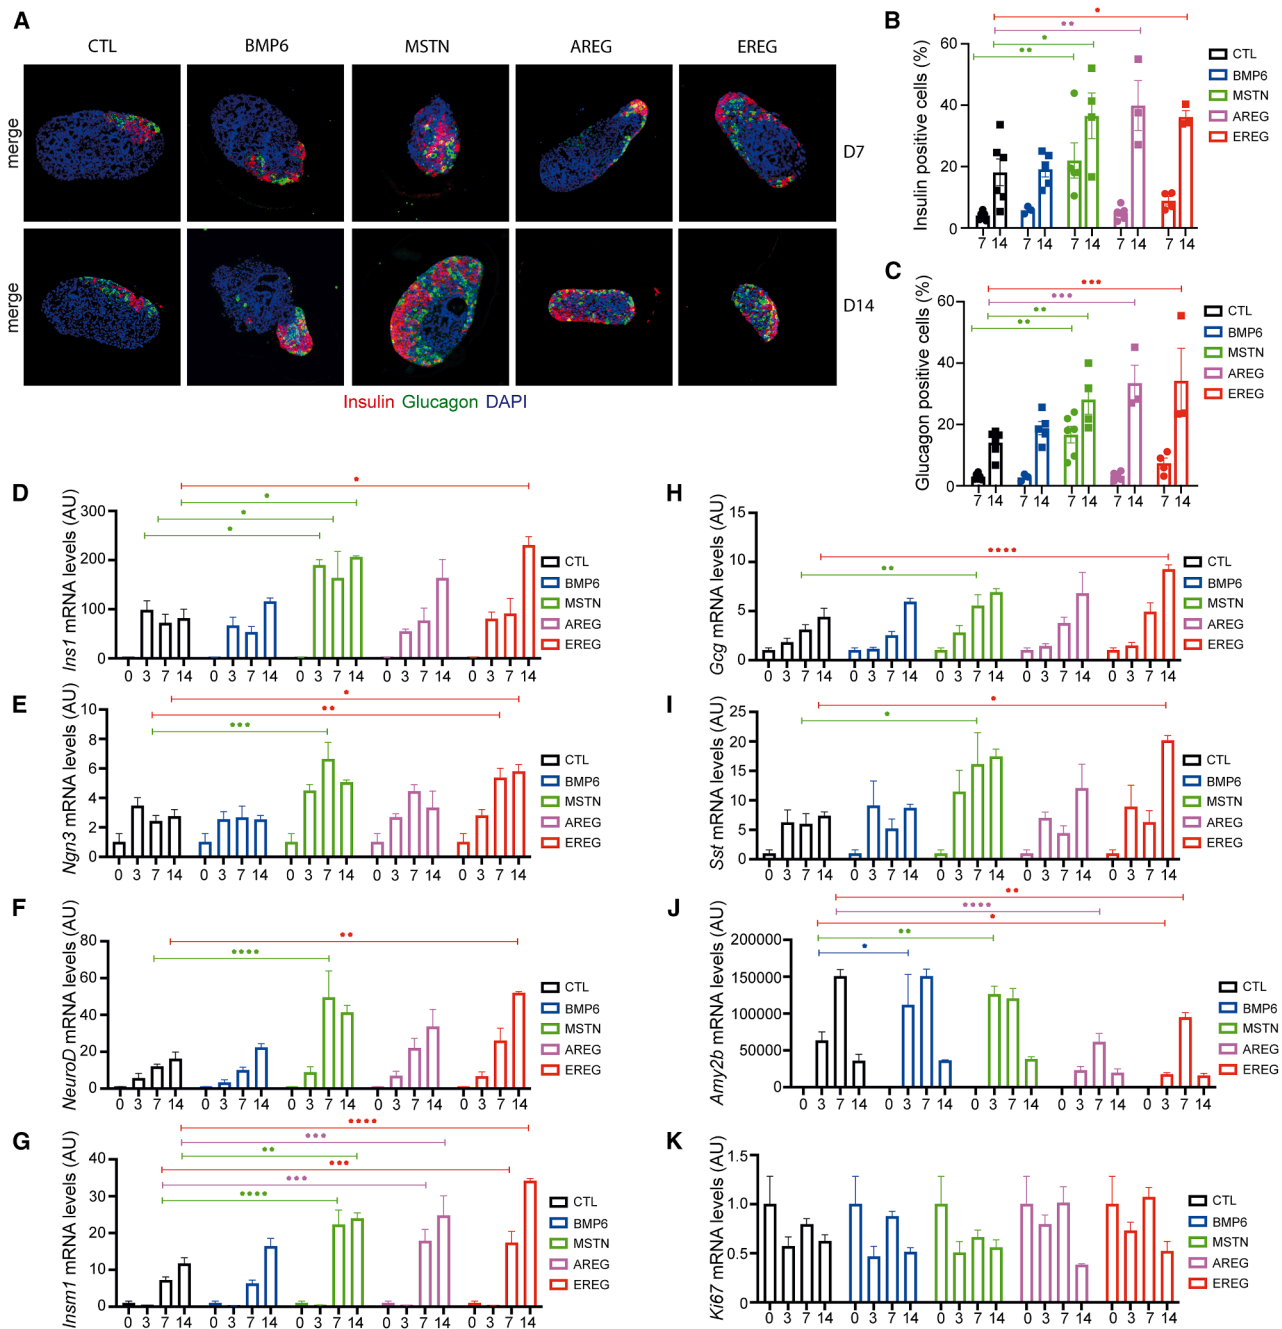 A
CTL BMP6 MSTN AREG EREG
merge D7
merge D14
Insulin Glucagon DAPI
B
Insulin positive cells (%)
60
40
20
0
7 14 7 14 7 14 7 14 7 14
CTL
BMP6
MSTN
AREG
EREG
C
Glucagon positive cells (%)
60
40
20
0
7 14 7 14 7 14 7 14 7 14
CTL
BMP6
MSTN
AREG
EREG
D
Ins1 mRNA levels (AU)
300
200
100
0
0 3 7 14 0 3 7 14 0 3 7 14 0 3 7 14 0 3 7 14
CTL
BMP6
MSTN
AREG
EREG
E
Ngn3 mRNA levels (AU)
10
8
6
4
2
0
0 3 7 14 0 3 7 14 0 3 7 14 0 3 7 14 0 3 7 14
CTL
BMP6
MSTN
AREG
EREG
F
NeuroD mRNA levels (AU)
80
60
40
20
0
0 3 7 14 0 3 7 14 0 3 7 14 0 3 7 14 0 3 7 14
CTL
BMP6
MSTN
AREG
EREG
G
Insm1 mRNA levels (AU)
40
30
20
10
0
0 3 7 14 0 3 7 14 0 3 7 14 0 3 7 14 0 3 7 14
CTL
BMP6
MSTN
AREG
EREG
H
Gcg mRNA levels (AU)
15
10
5
0
0 3 7 14 0 3 7 14 0 3 7 14 0 3 7 14 0 3 7 14
CTL
BMP6
MSTN
AREG
EREG
I
Sst mRNA levels (AU)
25
20
15
10
5
0
0 3 7 14 0 3 7 14 0 3 7 14 0 3 7 14 0 3 7 14
CTL
BMP6
MSTN
AREG
EREG
J
Amy2b mRNA levels (AU)
200000
150000
100000
50000
0
0 3 7 14 0 3 7 14 0 3 7 14 0 3 7 14 0 3 7 14
CTL
BMP6
MSTN
AREG
EREG
K
Ki67 mRNA levels (AU)
1.5
1.0
0.5
0
0 3 7 14 0 3 7 14 0 3 7 14 0 3 7 14 0 3 7 14
CTL
BMP6
MSTN
AREG
EREG